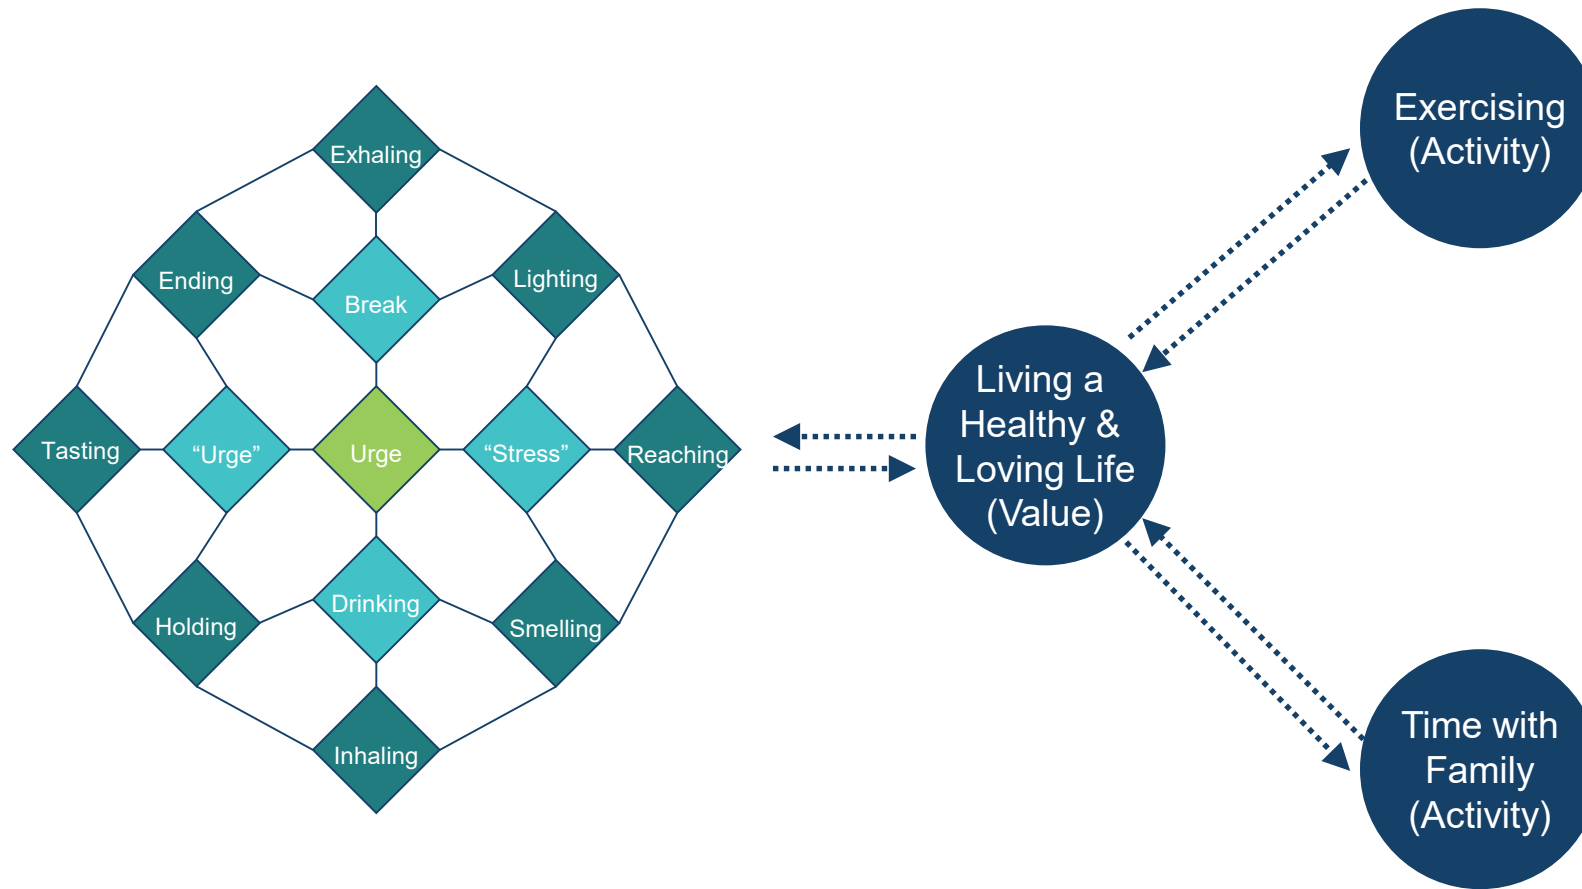 Exhaling
Ending
Lighting
Break
Tasting
“Urge”
Urge
“Stress”
Reaching
Holding
Drinking
Smelling
Inhaling
Living a
Healthy &
Loving Life
(Value)
Exercising
(Activity)
Time with
Family
(Activity)